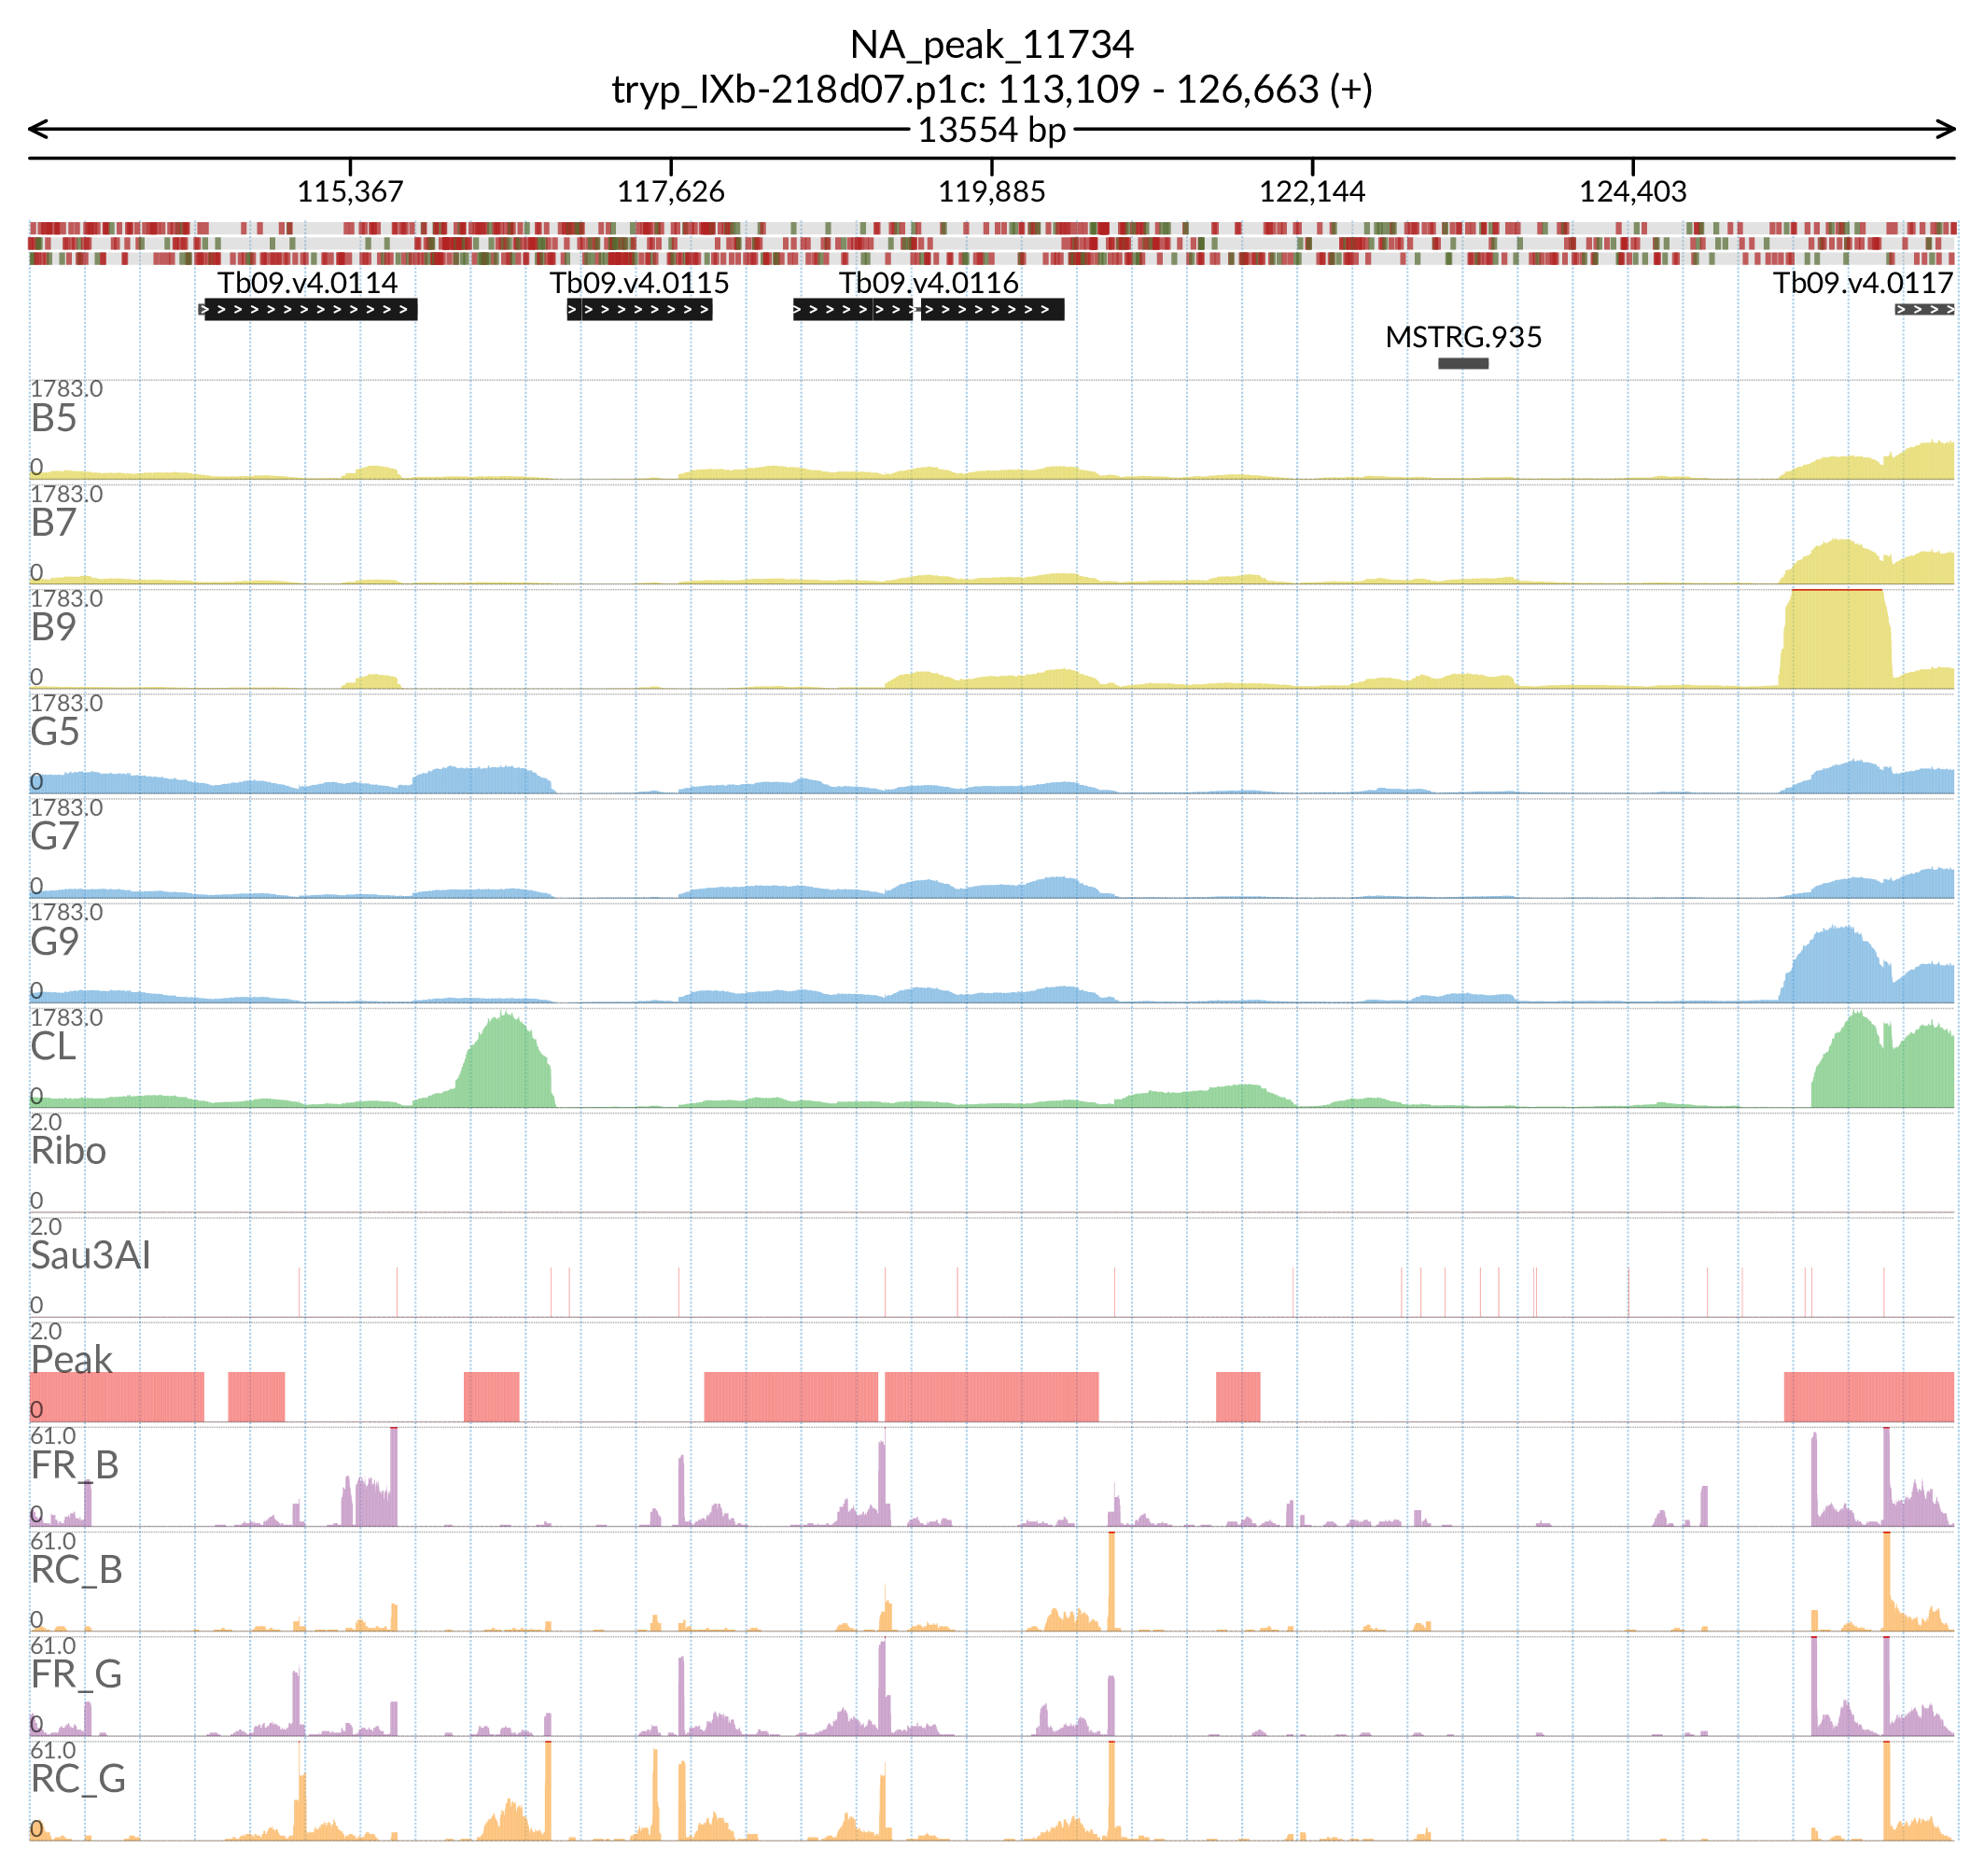 NA_peak_11734
tryp_IXb-218d07.p1c: 113,109 - 126,663 (+)
13554 bp
115,367 117,626 119,885 122,144 124,403
Tb09.v4.0114 Tb09.v4.0115 Tb09.v4.0116 Tb09.v4.0117
MSTRG.935
1783.0
B5
0
1783.0
B7
0
1783.0
B9
0
1783.0
G5
0
1783.0
G7
0
1783.0
G9
0
1783.0
CL
0
2.0
Ribo
0
2.0
Sau3AI
0
2.0
Peak
0
61.0
FR_B
0
61.0
RC_B
0
61.0
FR_G
0
61.0
RC_G
0